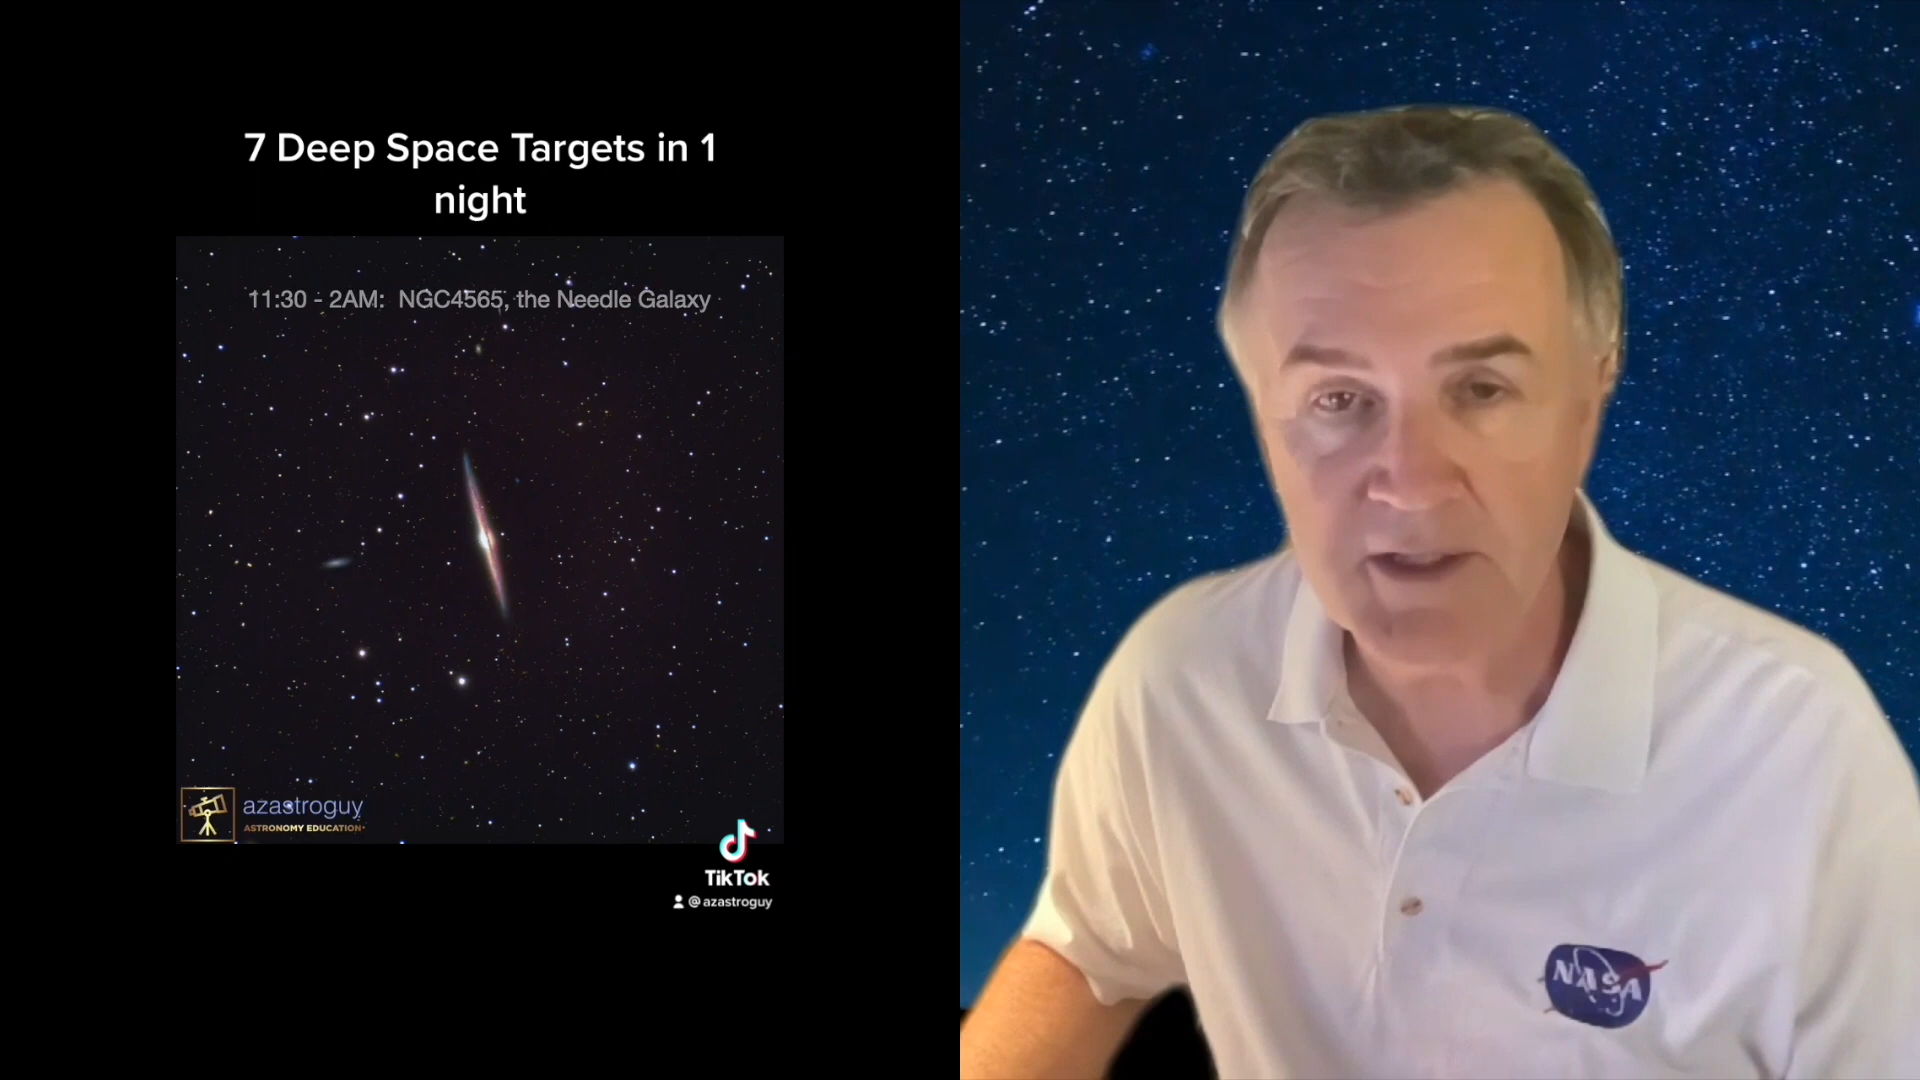 7 Deep Space Targets in 1
night
11:30 - 2AM: NGC4565, the Needle Galaxy
azastroguy
ASTRONOMY EDUCATION
TikTok
@azastroguy
NASA